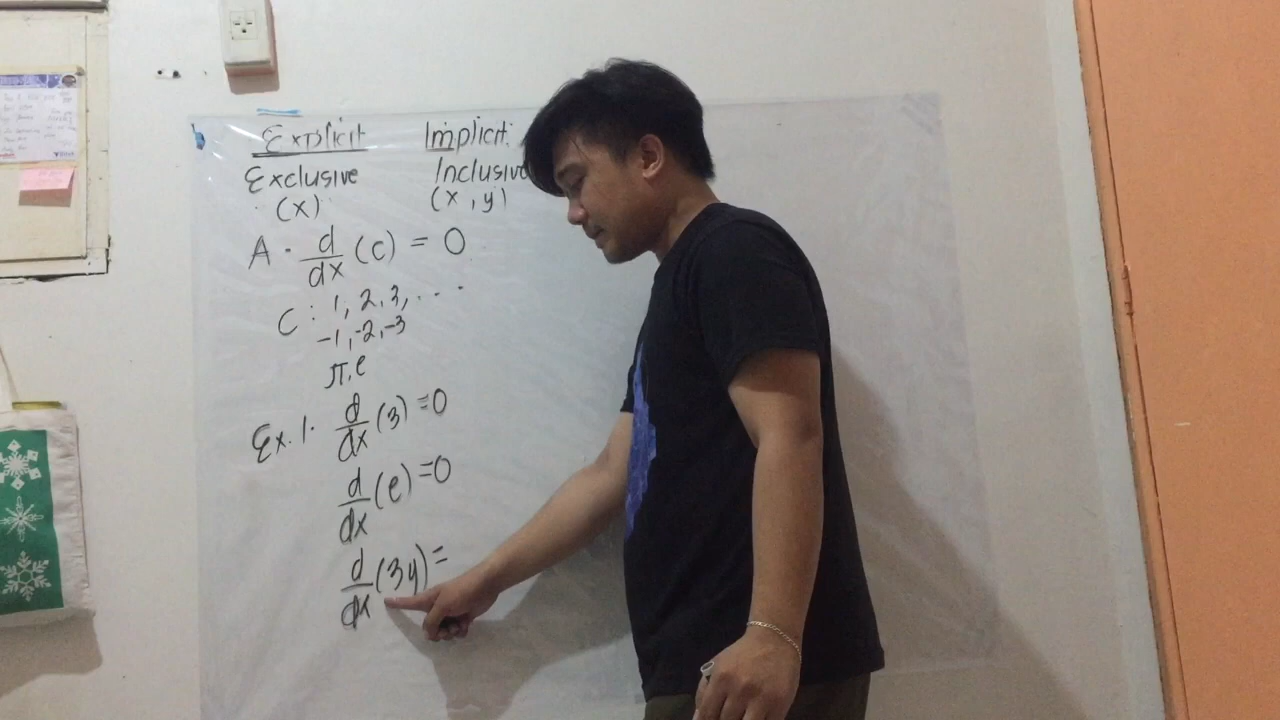 Explicit Implicit:
Exclusive Inclusive
(x) (x, y)
A. d/dx (c) = 0
C: 1, 2, 3, ...
-1, -2, -3
π, e
Ex. 1. d/dx (3) = 0
d/dx (e) = 0
d/dx (3y) =